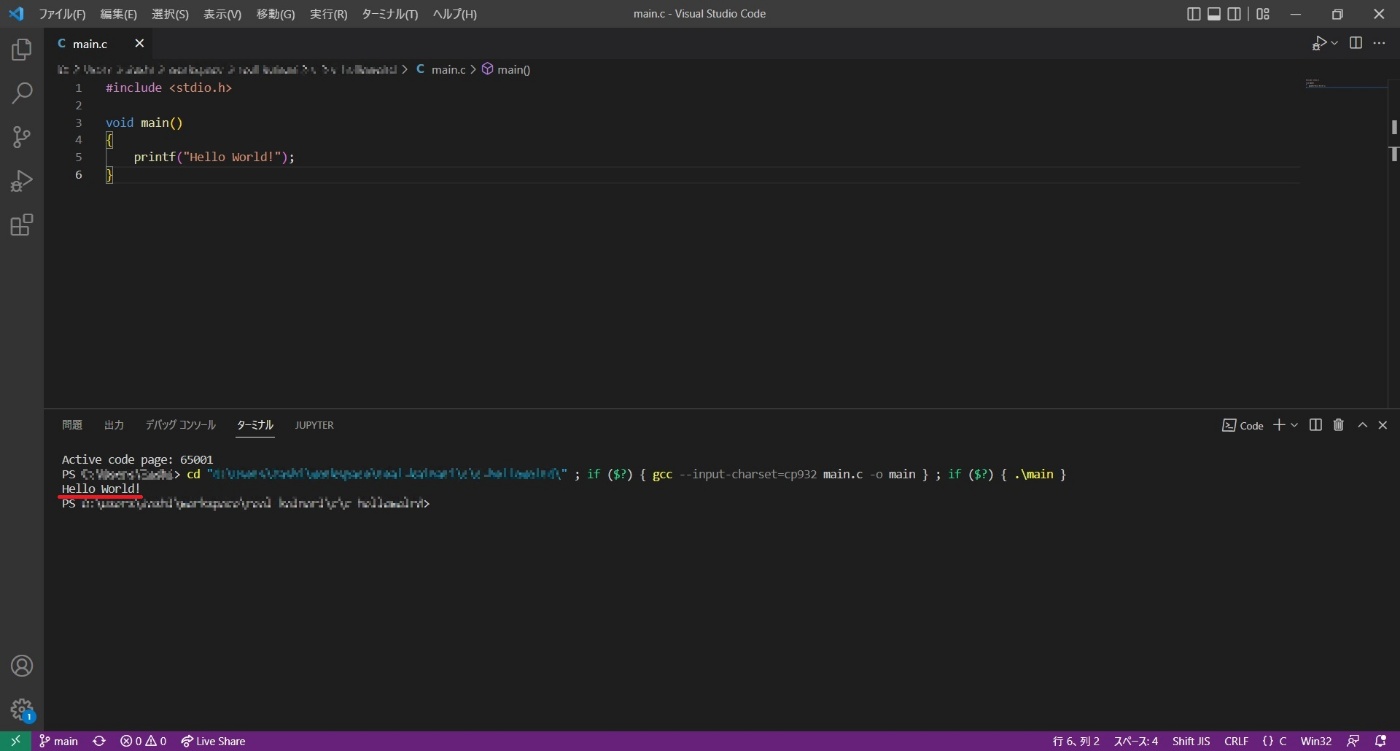 ファイル(F) 編集(E) 選択(S) 表示(V) 移動(G) 実行(R) ターミナル(T) ヘルプ(H) main.c - Visual Studio Code
C main.c
> C main.c > main()
1 #include <stdio.h>
2
3 void main()
4 {
5 printf("Hello World!");
6 }
問題 出力 デバッグ コンソール ターミナル JUPYTER Code
Active code page: 65001
PS > cd " " ; if ($?) { gcc --input-charset=cp932 main.c -o main } ; if ($?) { .\main }
Hello World!
PS >
1
main 0 0 Live Share 行 6、列 2 スペース: 4 Shift JIS CRLF {} C Win32